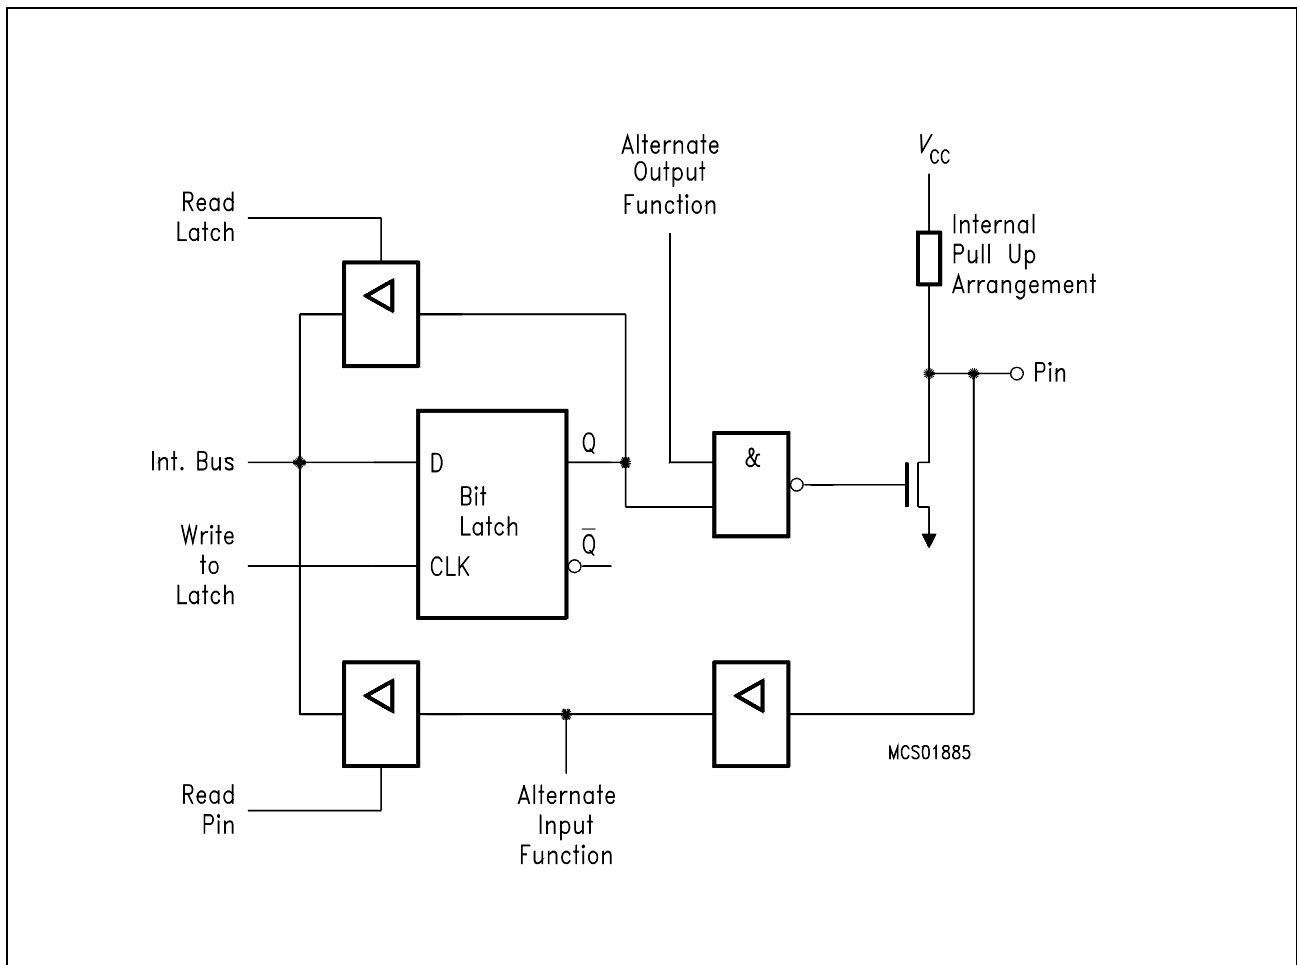 Alternate
Output
Function
VCC
Read
Latch
Internal
Pull Up
Arrangement
Pin
Int. Bus
D
Q
&
Bit
Latch
Write
to
Latch
CLK
Q̅
MCS01885
Read
Pin
Alternate
Input
Function